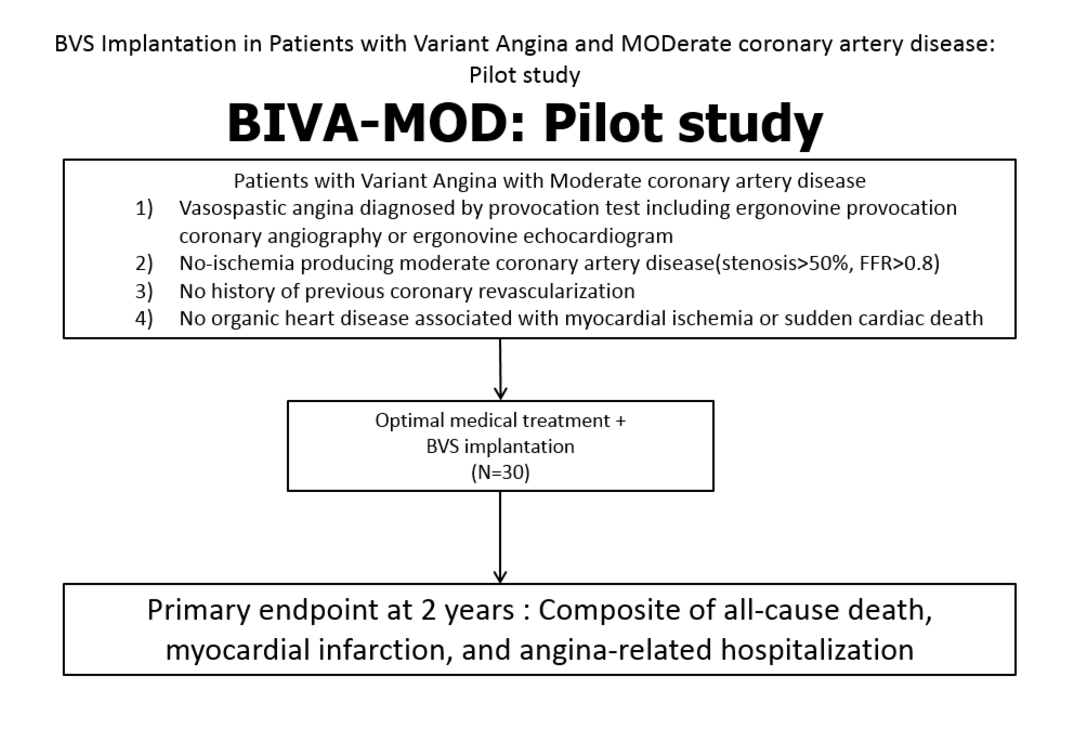 BVS Implantation in Patients with Variant Angina and MODerate coronary artery disease:
Pilot study
BIVA-MOD: Pilot study
Patients with Variant Angina with Moderate coronary artery disease
1) Vasospastic angina diagnosed by provocation test including ergonovine provocation
coronary angiography or ergonovine echocardiogram
2) No-ischemia producing moderate coronary artery disease(stenosis>50%, FFR>0.8)
3) No history of previous coronary revascularization
4) No organic heart disease associated with myocardial ischemia or sudden cardiac death
Optimal medical treatment +
BVS implantation
(N=30)
Primary endpoint at 2 years : Composite of all-cause death,
myocardial infarction, and angina-related hospitalization